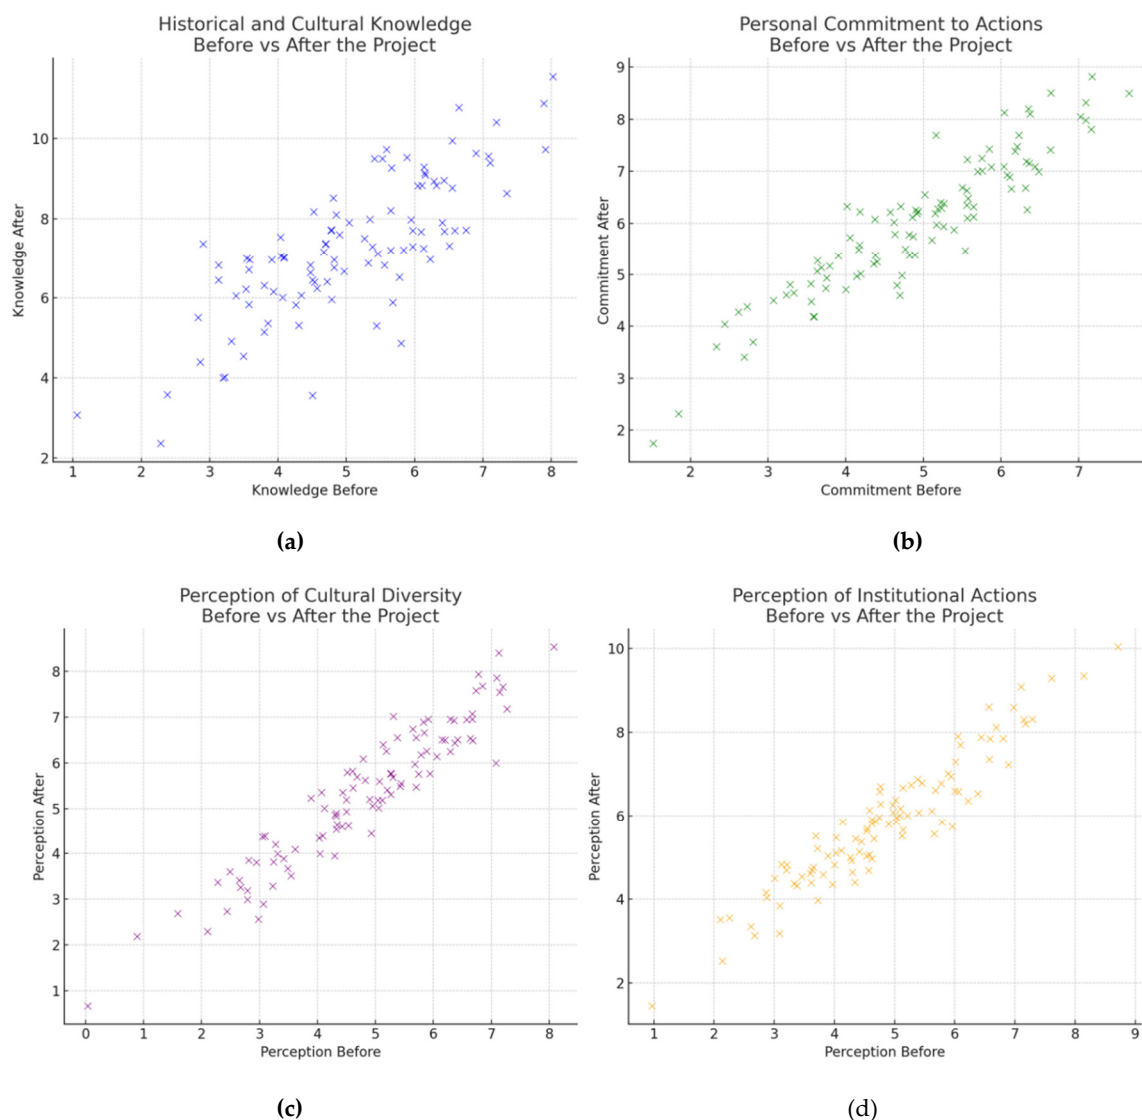 Historical and Cultural Knowledge
Before vs After the Project
Knowledge After
10
8
6
4
2
1 2 3 4 5 6 7 8
Knowledge Before
(a)
Personal Commitment to Actions
Before vs After the Project
Commitment After
9
8
7
6
5
4
3
2
2 3 4 5 6 7
Commitment Before
(b)
Perception of Cultural Diversity
Before vs After the Project
Perception After
8
7
6
5
4
3
2
1
0 1 2 3 4 5 6 7 8
Perception Before
(c)
Perception of Institutional Actions
Before vs After the Project
Perception After
10
8
6
4
2
1 2 3 4 5 6 7 8 9
Perception Before
(d)